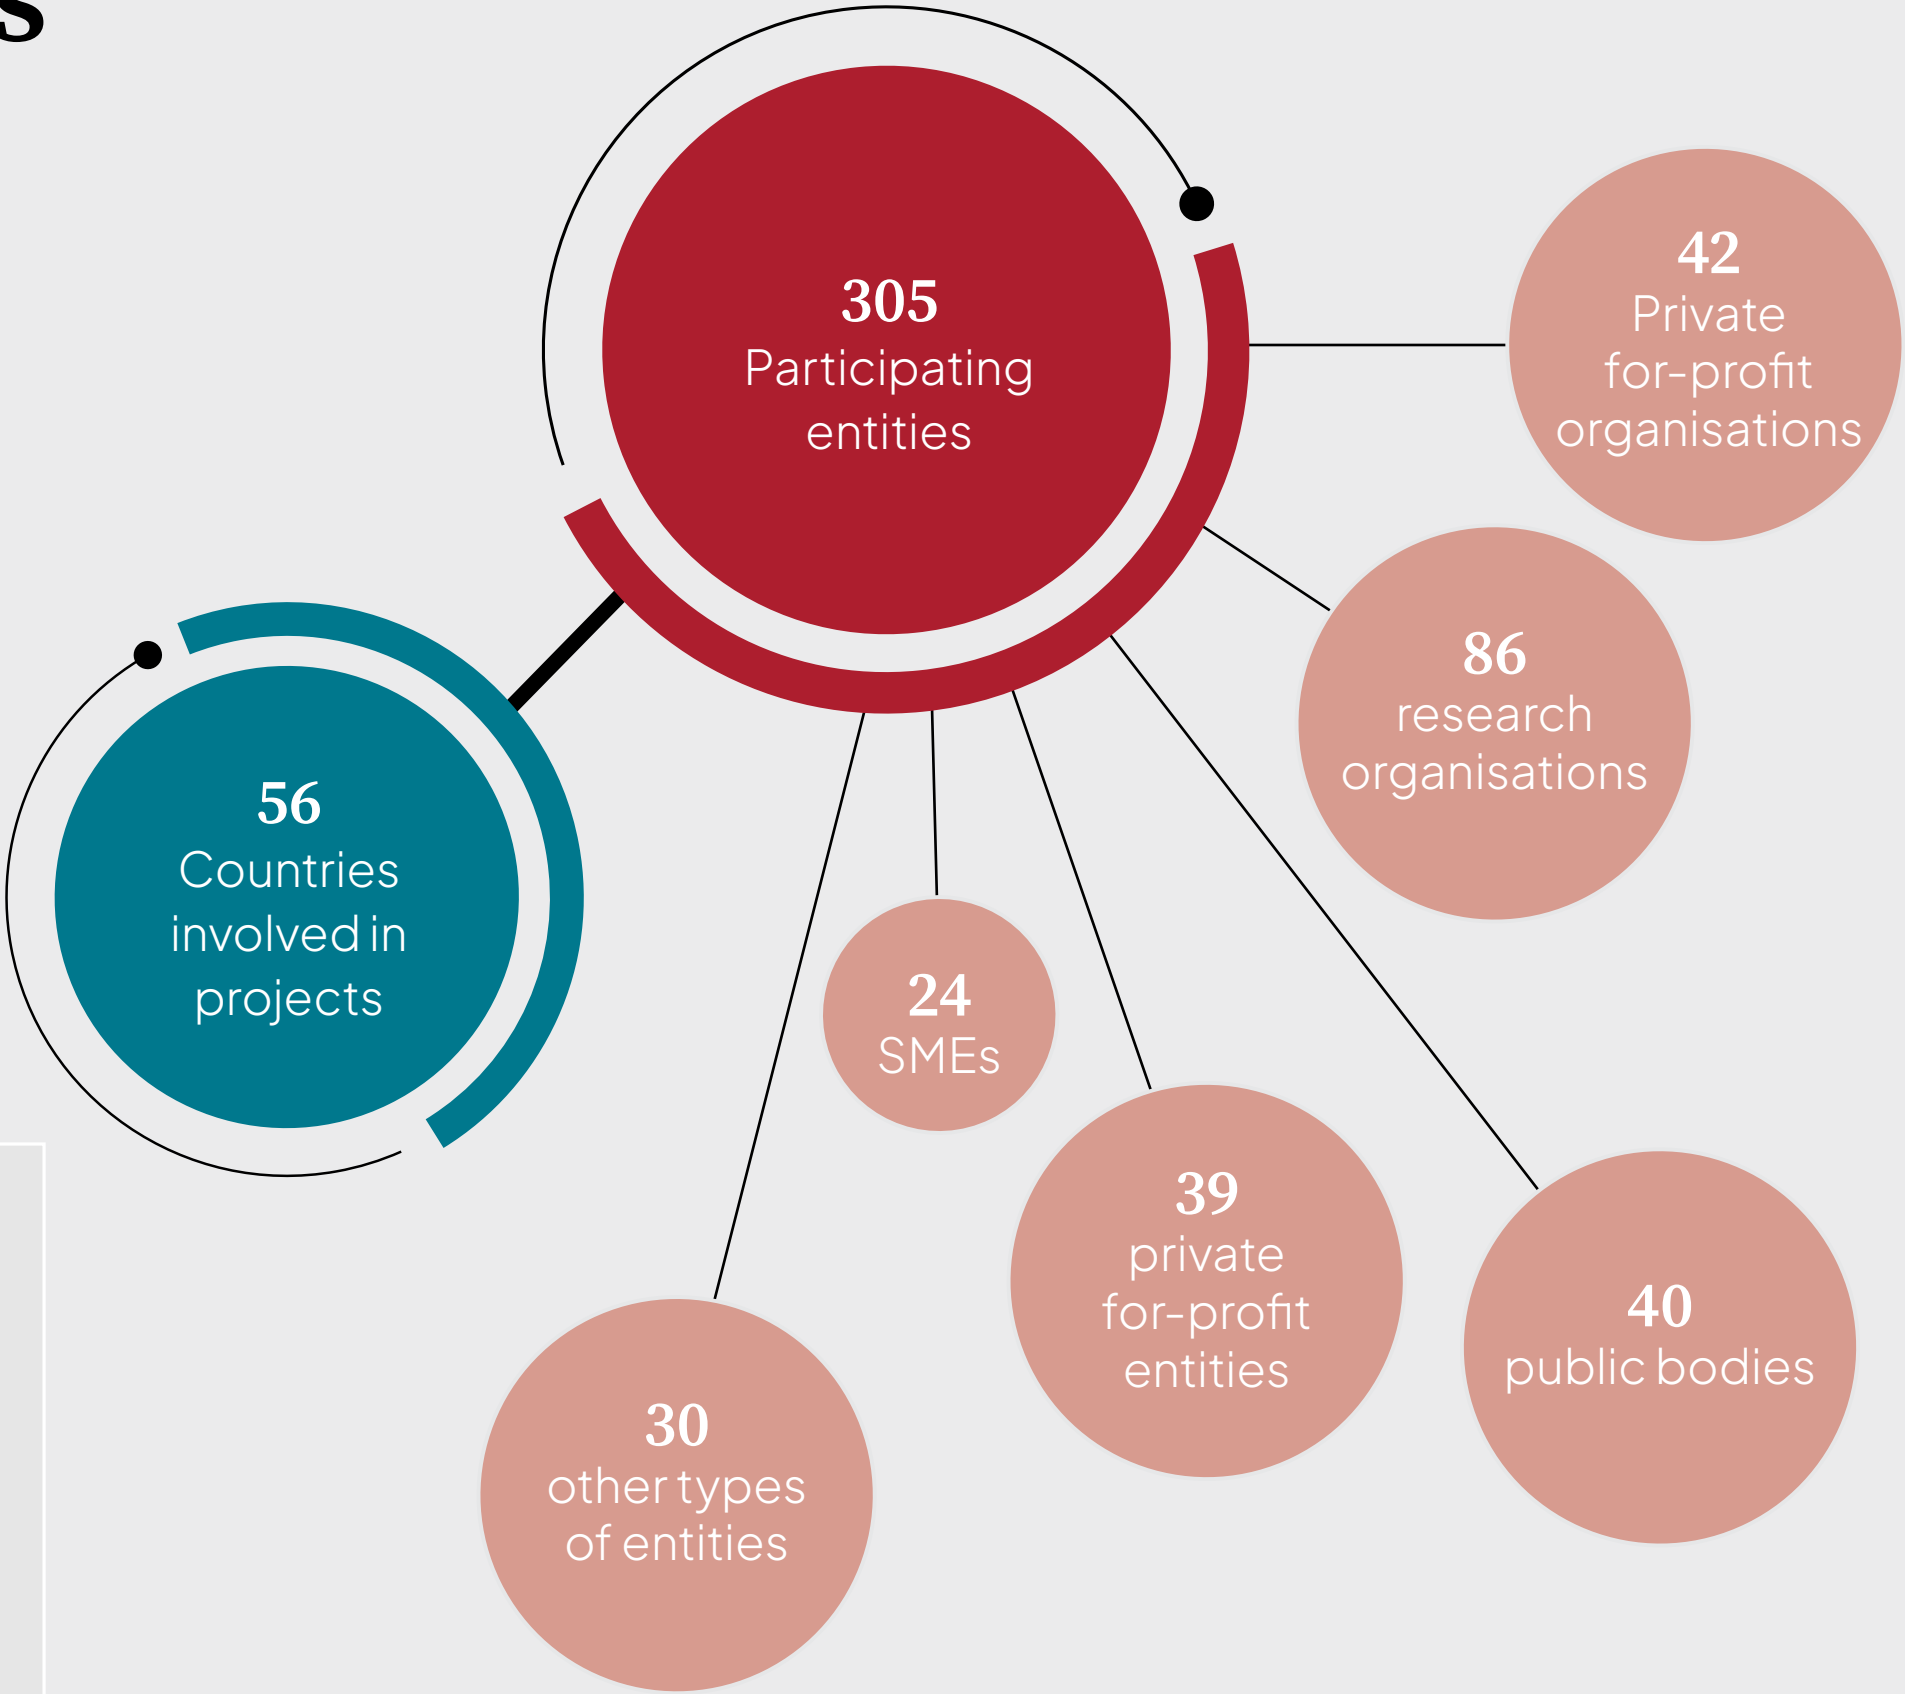 s
305
Participating
entities
42
Private
for-profit
organisations
86
research
organisations
56
Countries
involved in
projects
24
SMEs
39
private
for-profit
entities
40
public bodies
30
other types
of entities